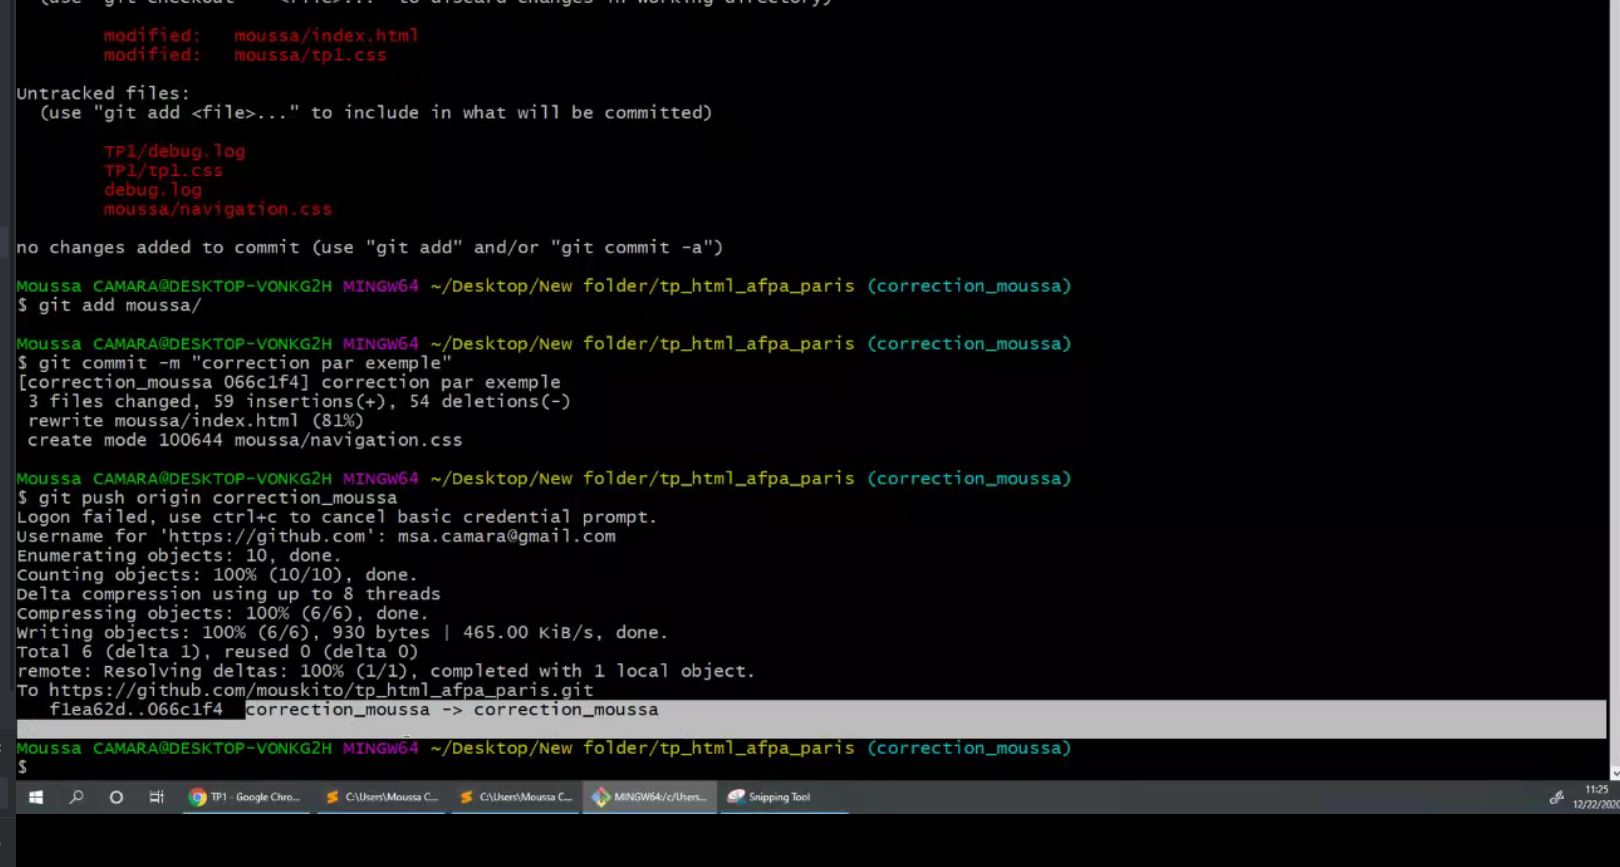 (use "git checkout -- <file>..." to discard changes in working directory)
modified: moussa/index.html
modified: moussa/tp1.css
Untracked files:
(use "git add <file>..." to include in what will be committed)
TP1/debug.log
TP1/tp1.css
debug.log
moussa/navigation.css
no changes added to commit (use "git add" and/or "git commit -a")
Moussa CAMARA@DESKTOP-VONKG2H MINGW64 ~/Desktop/New folder/tp_html_afpa_paris (correction_moussa)
$ git add moussa/
Moussa CAMARA@DESKTOP-VONKG2H MINGW64 ~/Desktop/New folder/tp_html_afpa_paris (correction_moussa)
$ git commit -m "correction par exemple"
[correction_moussa 066c1f4] correction par exemple
3 files changed, 59 insertions(+), 54 deletions(-)
rewrite moussa/index.html (81%)
create mode 100644 moussa/navigation.css
Moussa CAMARA@DESKTOP-VONKG2H MINGW64 ~/Desktop/New folder/tp_html_afpa_paris (correction_moussa)
$ git push origin correction_moussa
Logon failed, use ctrl+c to cancel basic credential prompt.
Username for 'https://github.com': msa.camara@gmail.com
Enumerating objects: 10, done.
Counting objects: 100% (10/10), done.
Delta compression using up to 8 threads
Compressing objects: 100% (6/6), done.
Writing objects: 100% (6/6), 930 bytes | 465.00 KiB/s, done.
Total 6 (delta 1), reused 0 (delta 0)
remote: Resolving deltas: 100% (1/1), completed with 1 local object.
To https://github.com/mouskito/tp_html_afpa_paris.git
f1ea62d..066c1f4 correction_moussa -> correction_moussa
Moussa CAMARA@DESKTOP-VONKG2H MINGW64 ~/Desktop/New folder/tp_html_afpa_paris (correction_moussa)
$
TP1 - Google Chro... C:\Users\Moussa C... C:\Users\Moussa C... MINGW64:/c/Users... Snipping Tool 11:25
12/22/2020